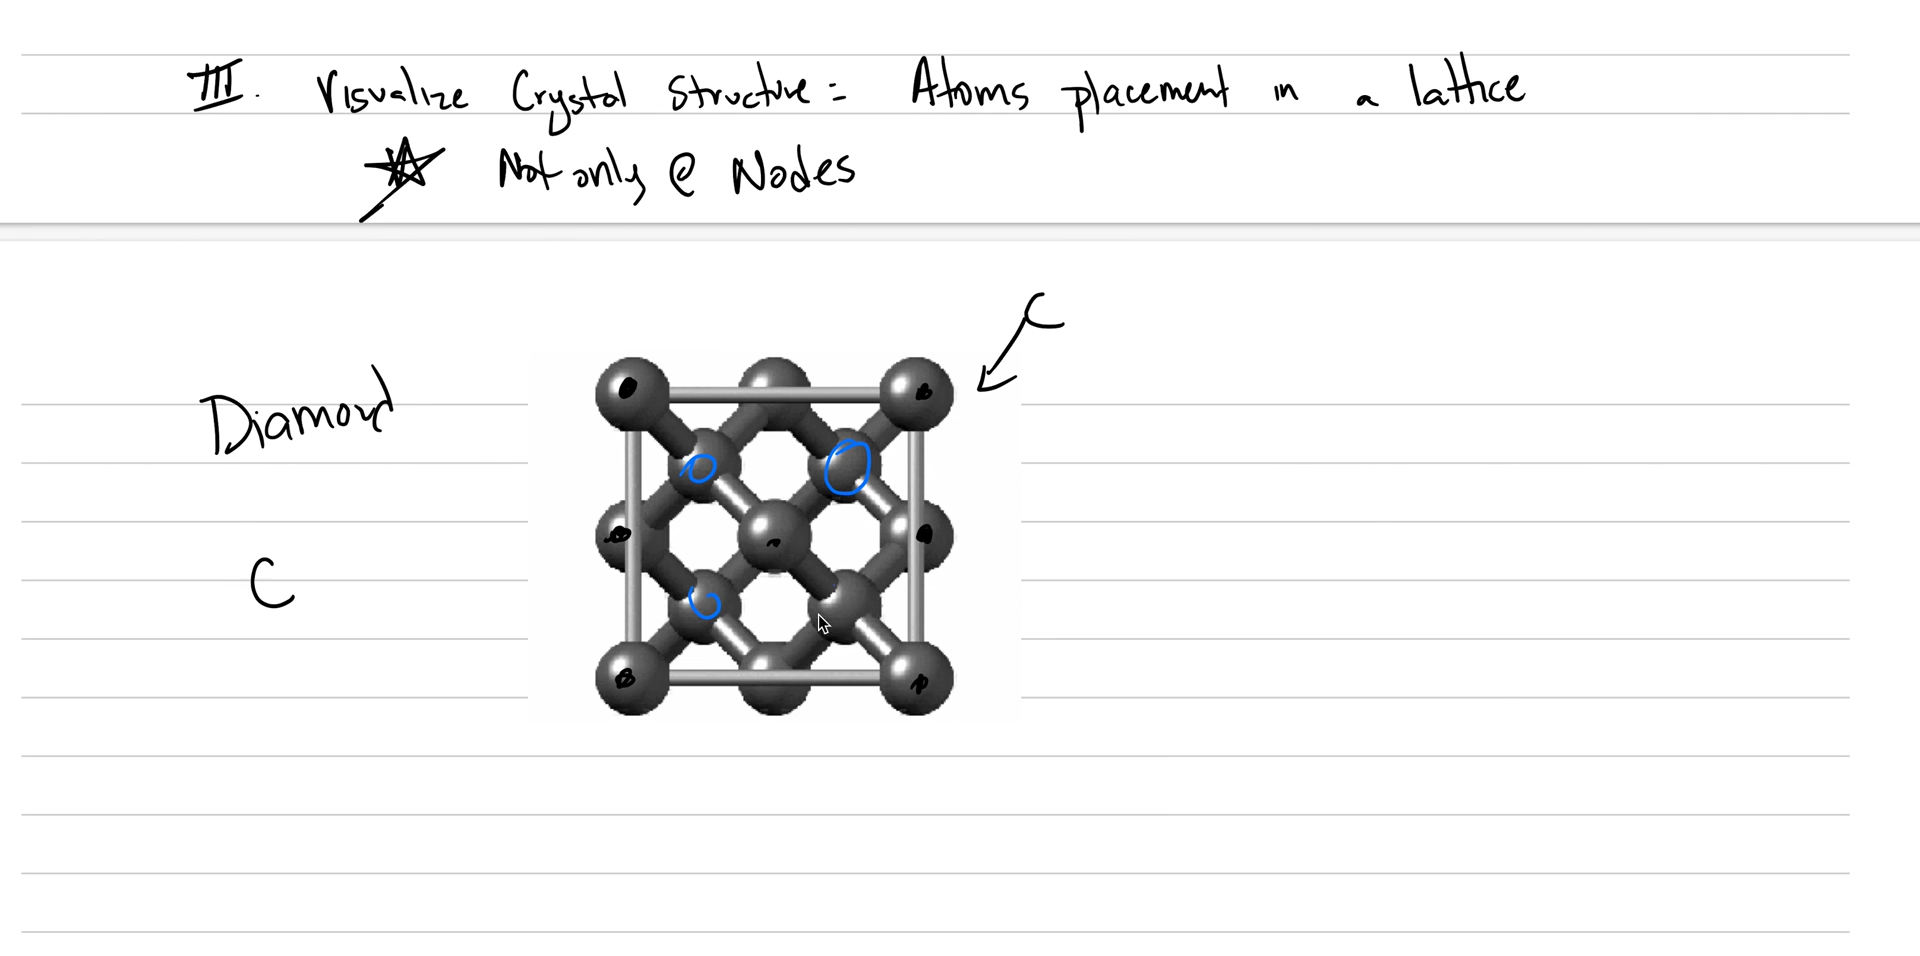 III. Visualize Crystal Structure = Atoms placement in a lattice
Not only @ Nodes
C
Diamond
C